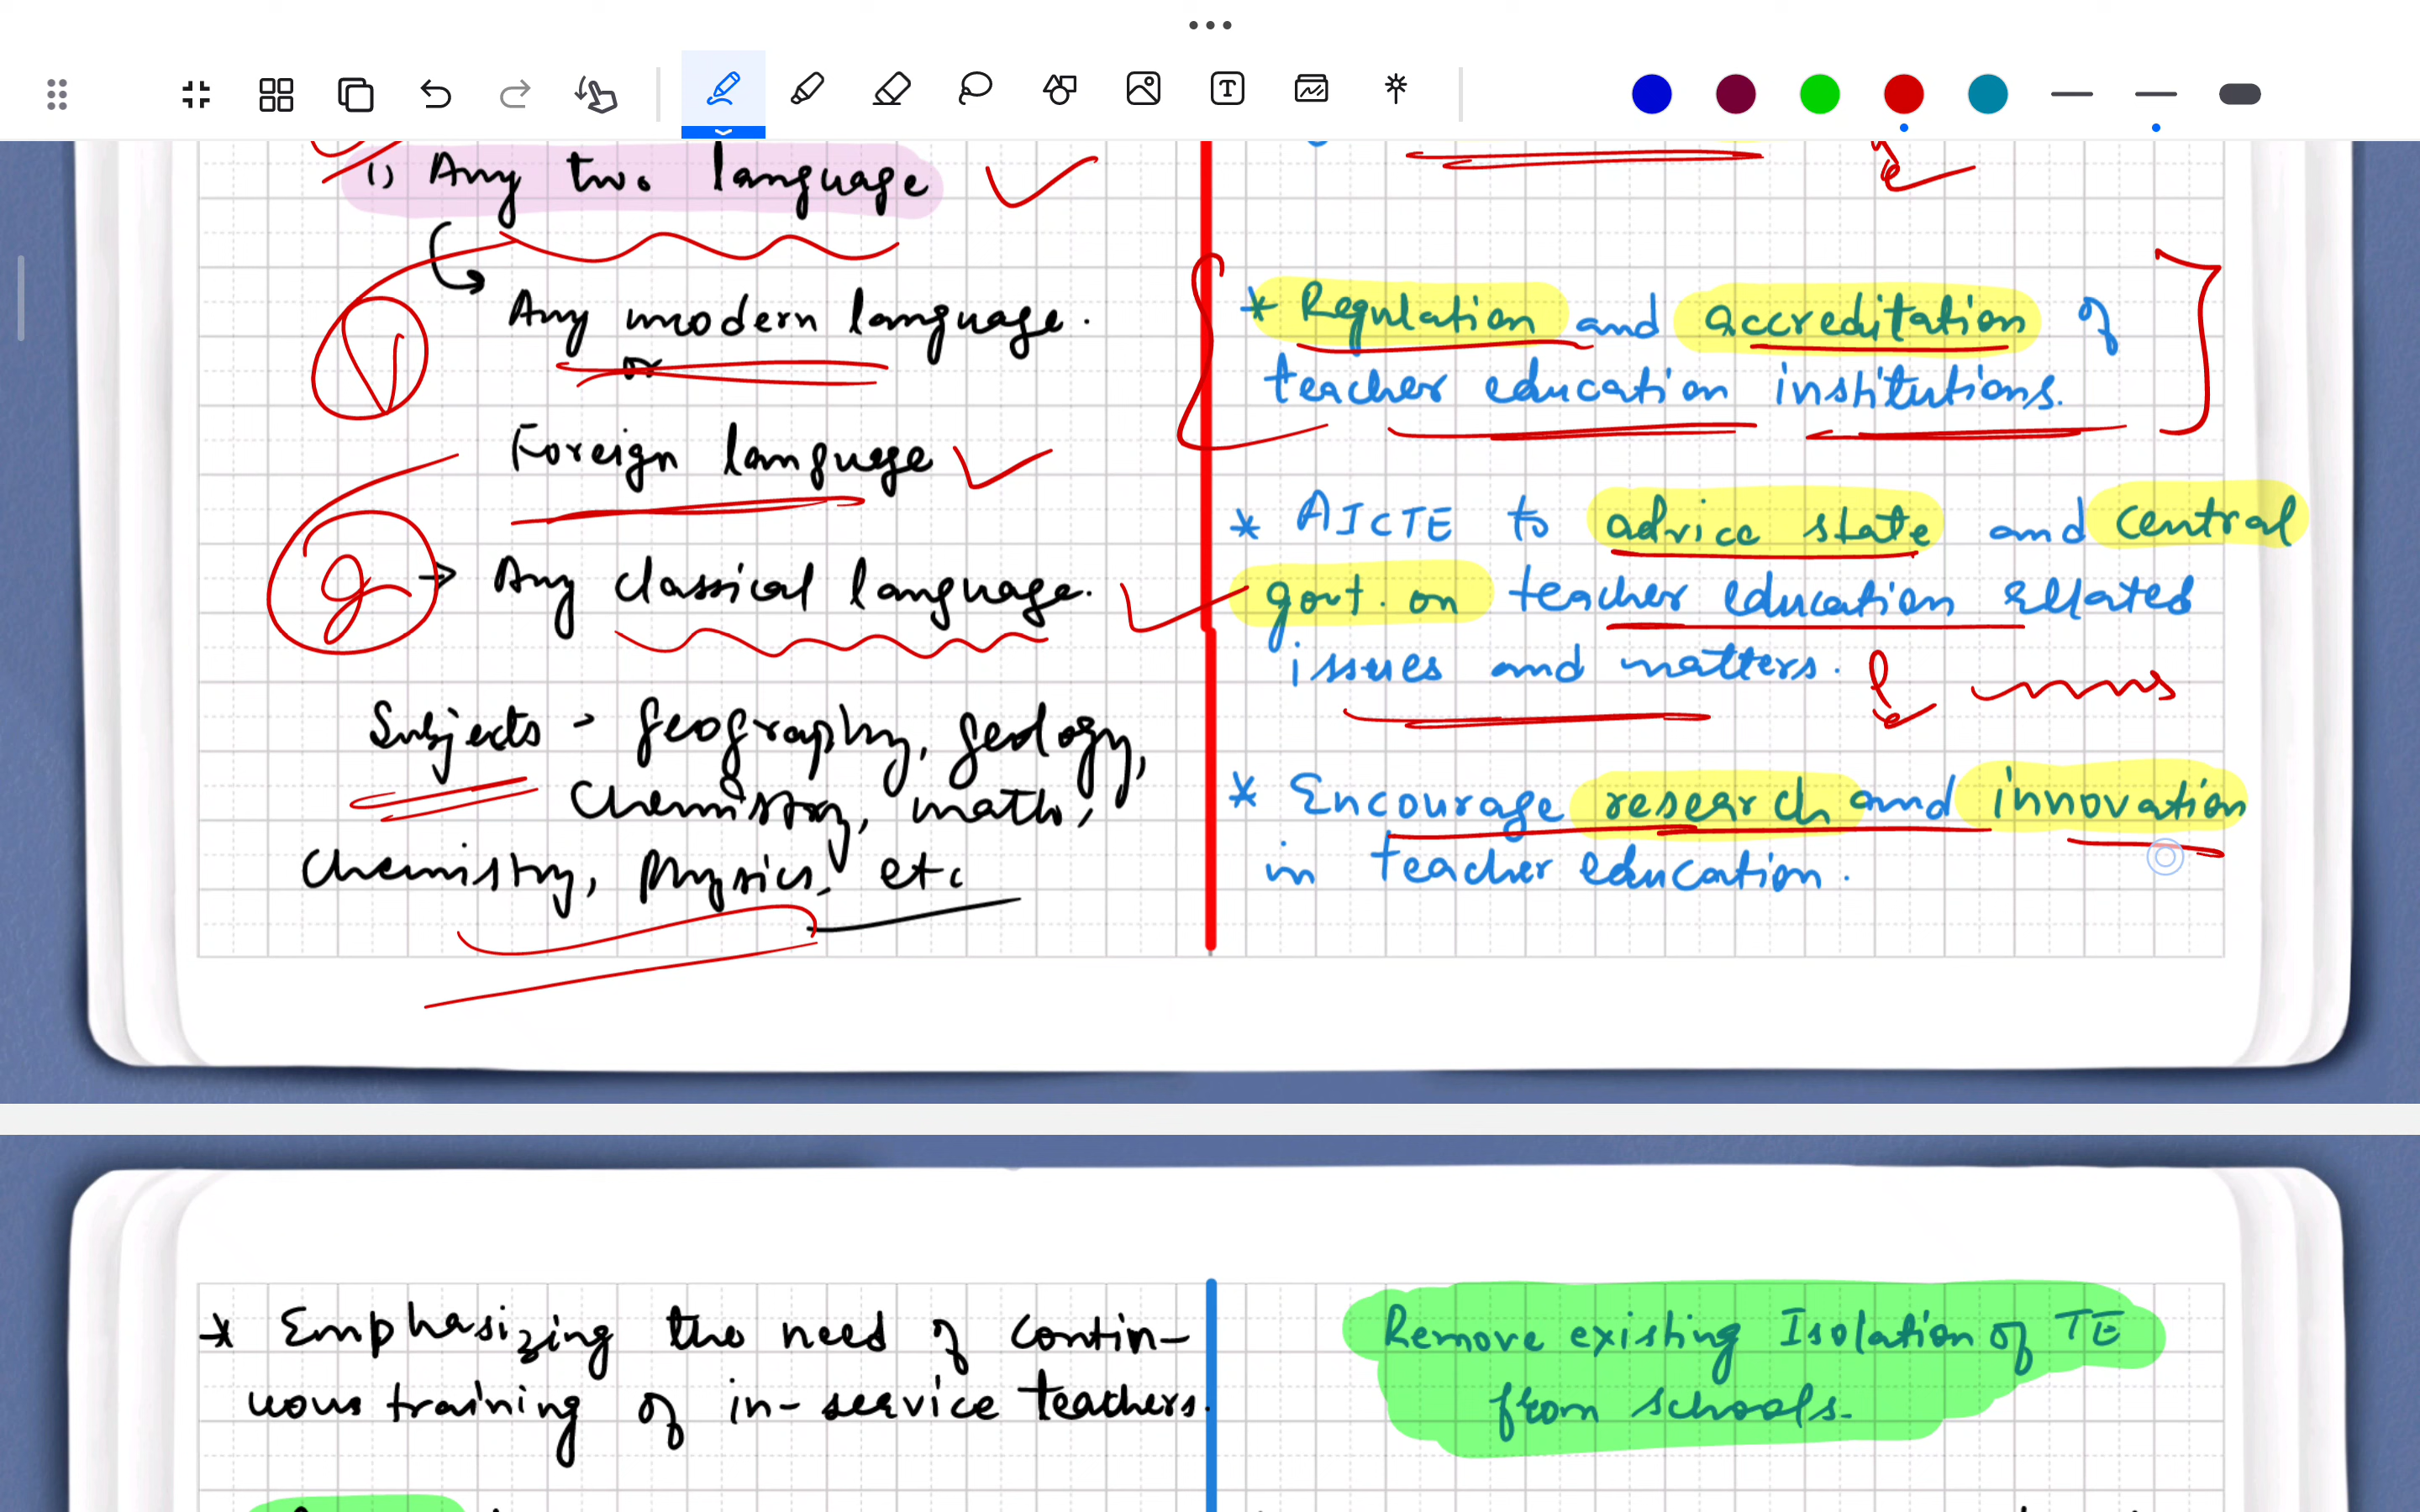 1) Any two language
Any modern language.
or
Foreign language
Any classical language.
Subjects - Geography, geology,
Chemistry, math,
Chemistry, Physics, etc
* Regulation and accreditation of
teacher education institutions.
* AICTE to advice state and central
govt. on teacher education related
issues and matters.
* Encourage research and innovation
in teacher education.
* Emphasizing the need of contin-
uous training of in-service teachers.
Remove existing Isolation of TE
from schools.